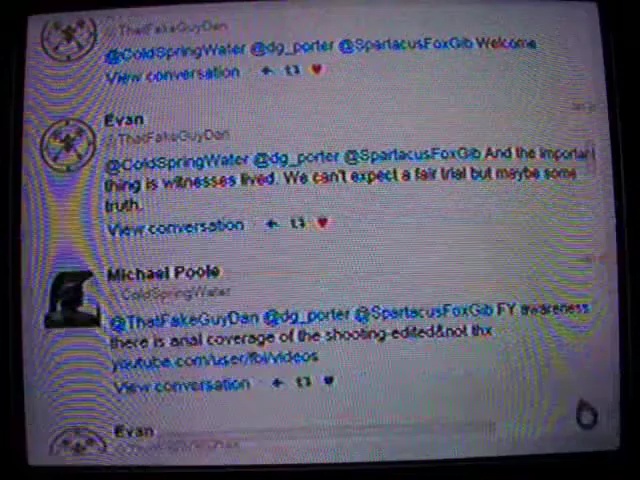 @ThatFakeGuyDan
@ColdSpringWater @dg_porter @SpartacusFoxGib Welcome
View conversation
Evan
@ThatFakeGuyDan
@ColdSpringWater @dg_porter @SpartacusFoxGib And the important
thing is witnesses lived. We can't expect a fair trial but maybe some
truth.
View conversation
Michael Poole
@ColdSpringWater
@ThatFakeGuyDan @dg_porter @SpartacusFoxGib FY awareness
there is arial coverage of the shooting-edited&not thx
youtube.com/user/fbi/videos
View conversation
Evan